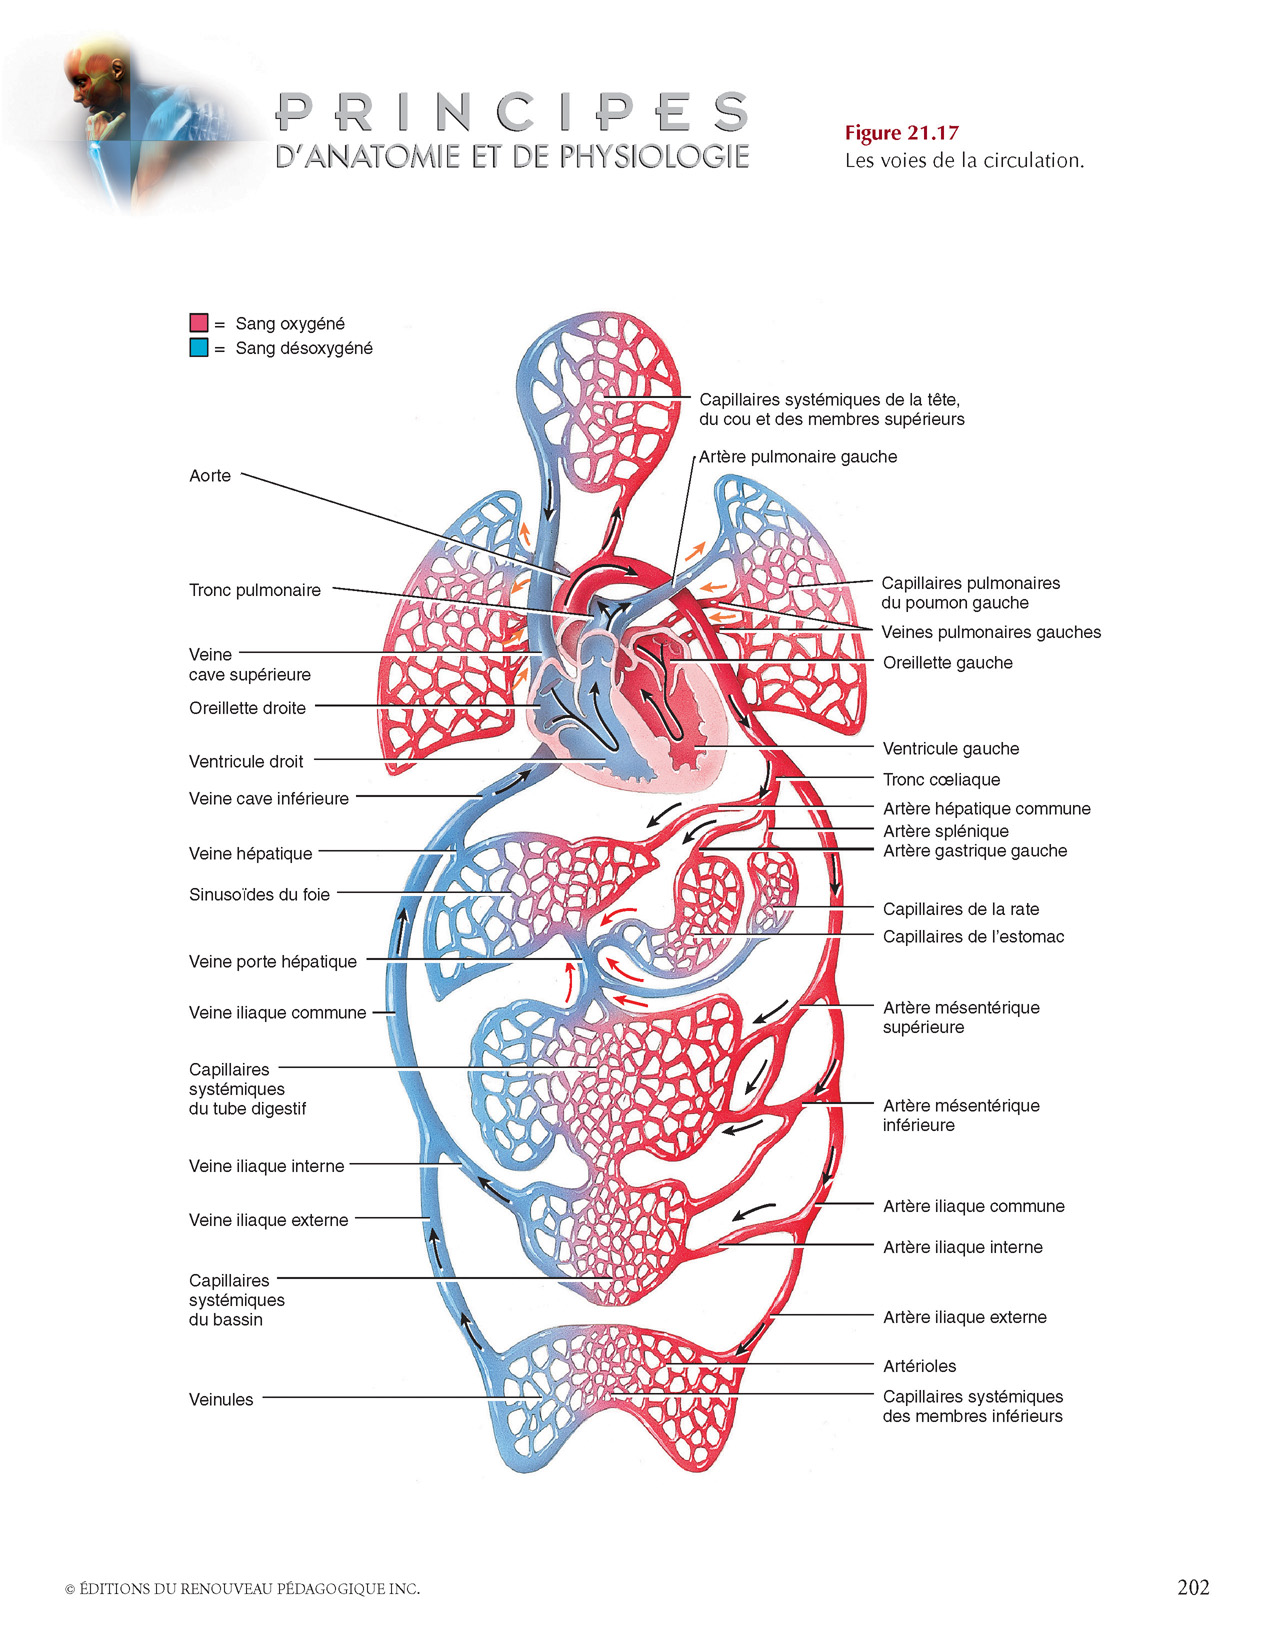 PRINCIPES
D'ANATOMIE ET DE PHYSIOLOGIE
Figure 21.17
Les voies de la circulation.
= Sang oxygéné
= Sang désoxygéné
Capillaires systémiques de la tête,
du cou et des membres supérieurs
Artère pulmonaire gauche
Aorte
Tronc pulmonaire
Veine
cave supérieure
Oreillette droite
Ventricule droit
Veine cave inférieure
Veine hépatique
Sinusoïdes du foie
Veine porte hépatique
Veine iliaque commune
Capillaires
systémiques
du tube digestif
Veine iliaque interne
Veine iliaque externe
Capillaires
systémiques
du bassin
Veinules
Capillaires pulmonaires
du poumon gauche
Veines pulmonaires gauches
Oreillette gauche
Ventricule gauche
Tronc cœliaque
Artère hépatique commune
Artère splénique
Artère gastrique gauche
Capillaires de la rate
Capillaires de l'estomac
Artère mésentérique
supérieure
Artère mésentérique
inférieure
Artère iliaque commune
Artère iliaque interne
Artère iliaque externe
Artérioles
Capillaires systémiques
des membres inférieurs
© ÉDITIONS DU RENOUVEAU PÉDAGOGIQUE INC.
202